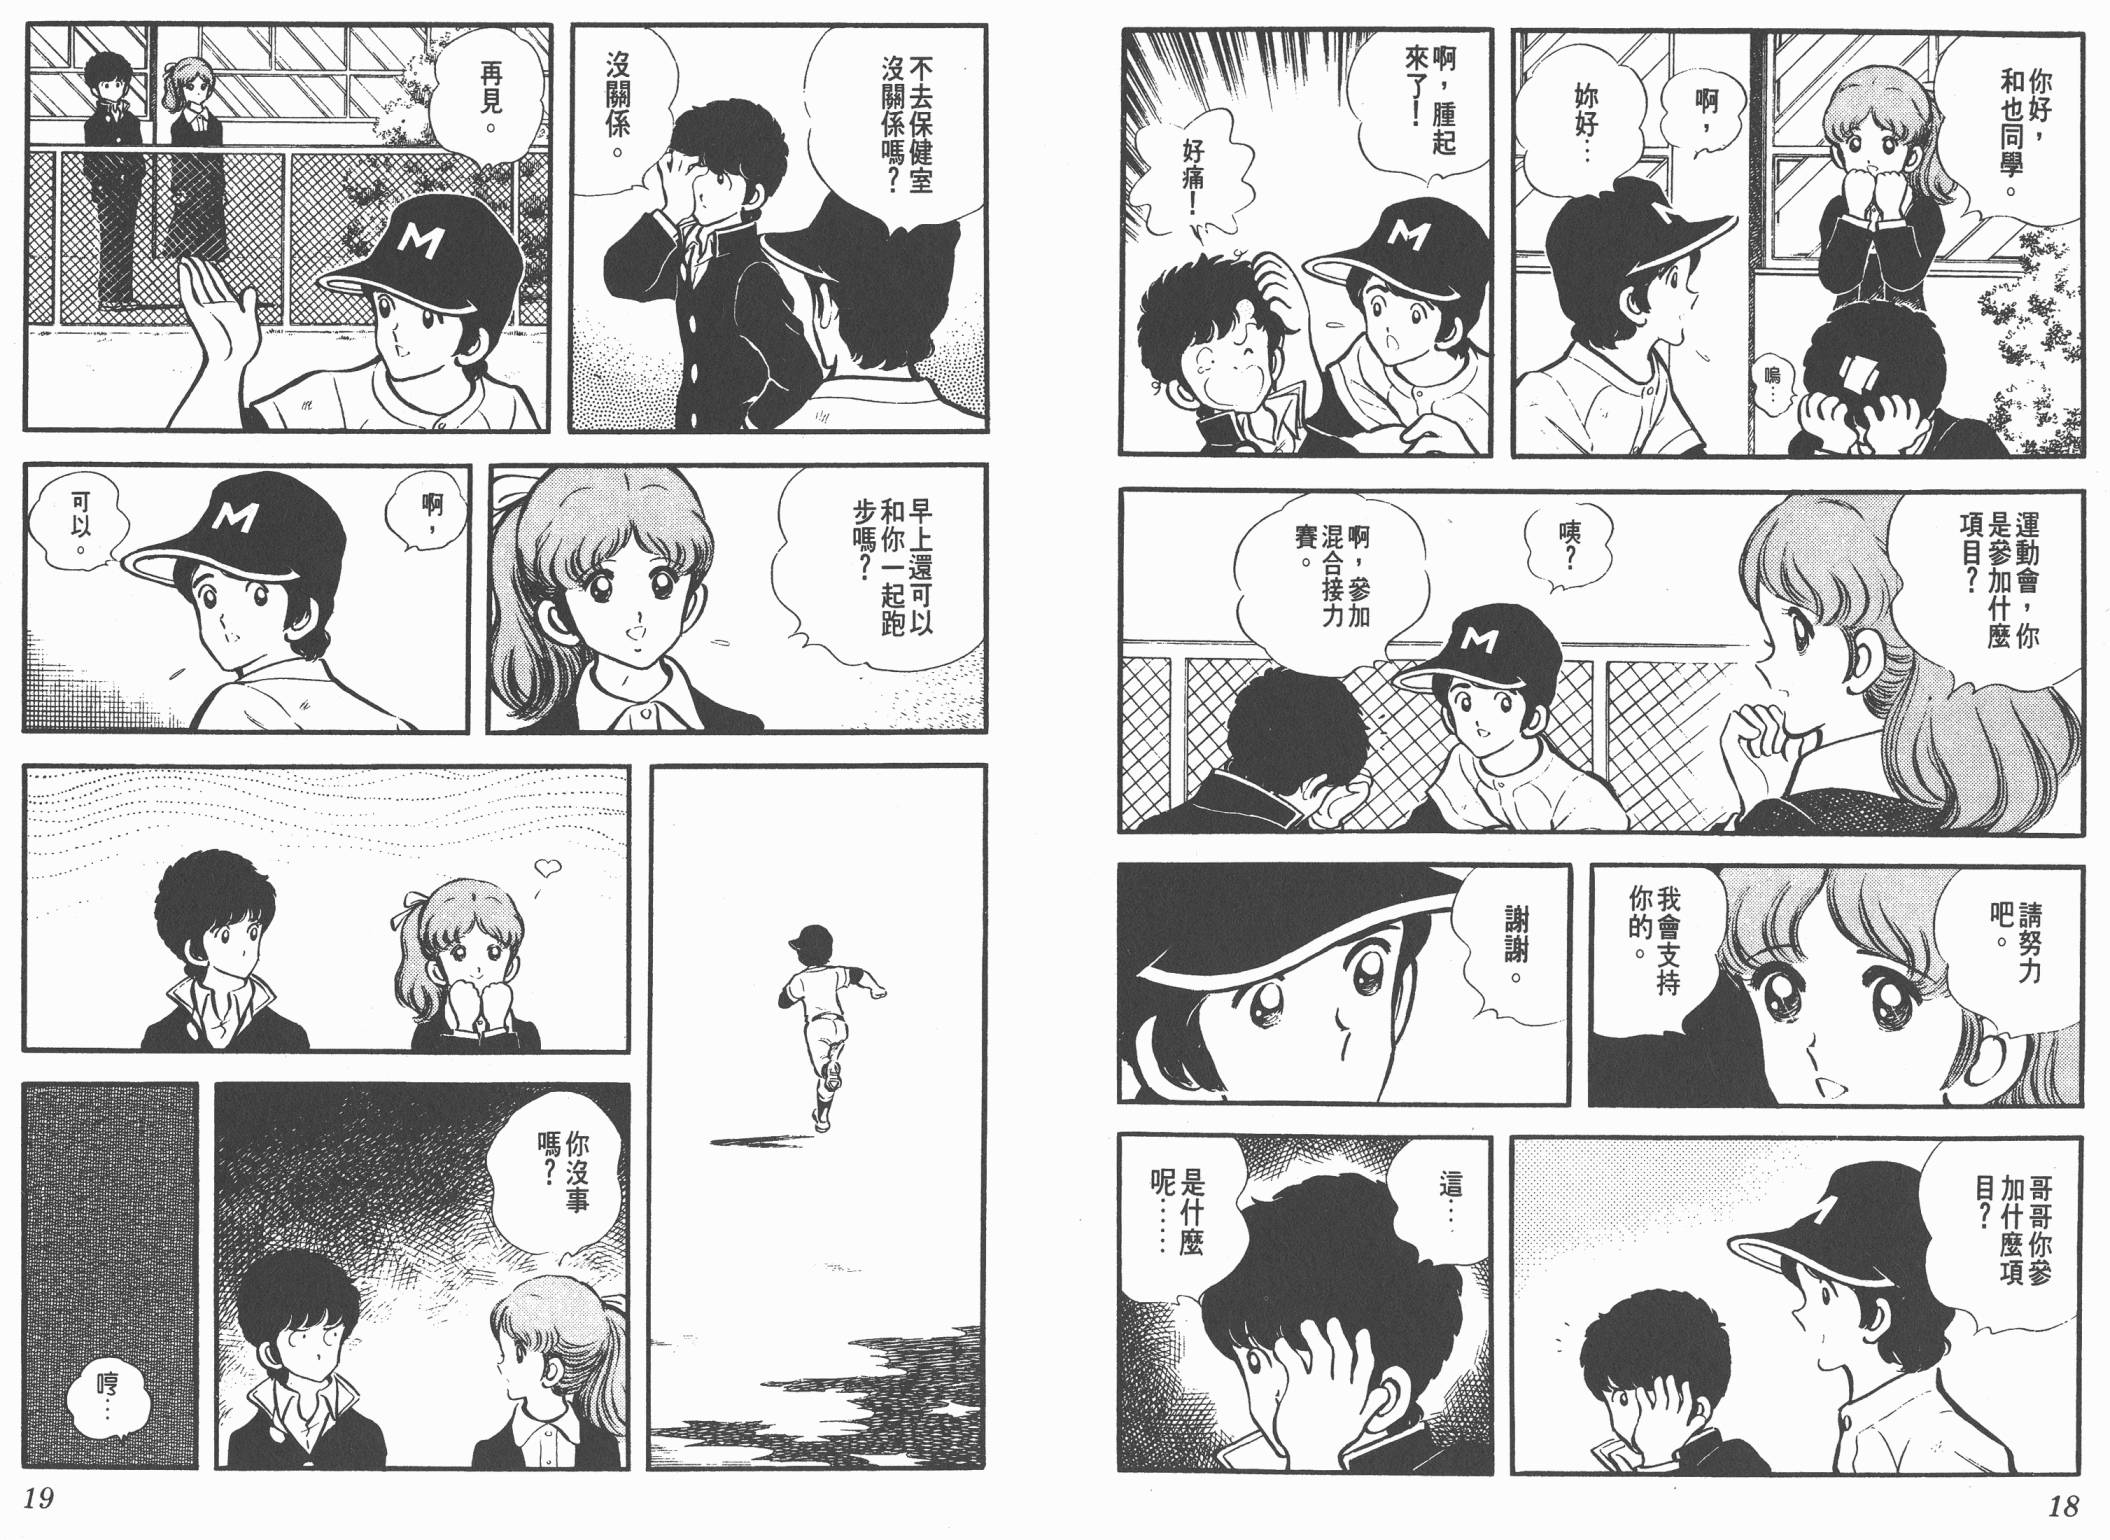 你好，
和也同學。
啊，
妳好…
嗚…
啊，腫起
來了！
好痛！
運動會，你
是參加什麼
項目？
咦？
啊，參加
混合接力
賽。
請努力
吧。
我會支持
你的。
謝謝。
哥哥你參
加什麼項
目？
這…
是什麼
呢……
18
不去保健室
沒關係嗎？
沒關係。
再見。
早上還可以
和你一起跑
步嗎？
啊，
可以。
你沒事
嗎？
哼…
19
M
M
M
M
M